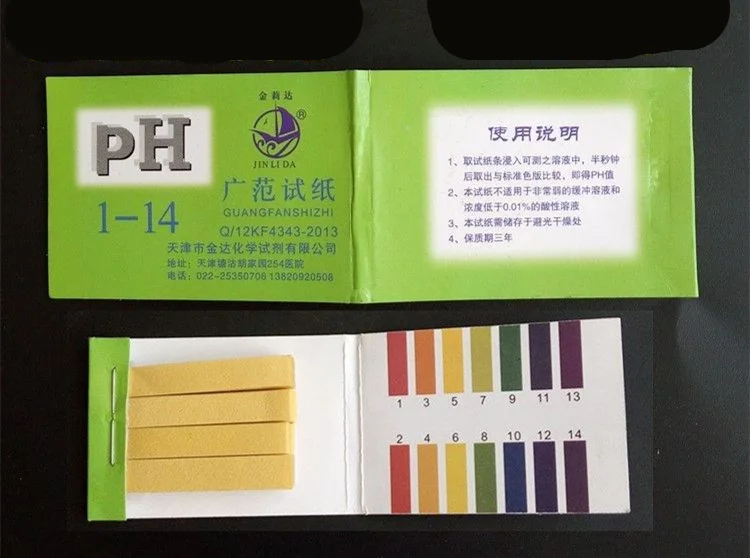 pH
1-14
金莉达
®
JINLIDA
广范试纸
GUANGFANSHIZHI
Q/12KF4343-2013
天津市金达化学试剂有限公司
地址：天津塘沽胡家园254医院
电话：022-25350706 13820920508
使用说明
1、取试纸条浸入可测之溶液中，半秒钟
后取出与标准色版比较，即得PH值
2、本试纸不适用于非常弱的缓冲溶液和
浓度低于0.01%的酸性溶液
3、本试纸需储存于避光干燥处
4、保质期三年
1 3 5 7 9 11 13
2 4 6 8 10 12 14